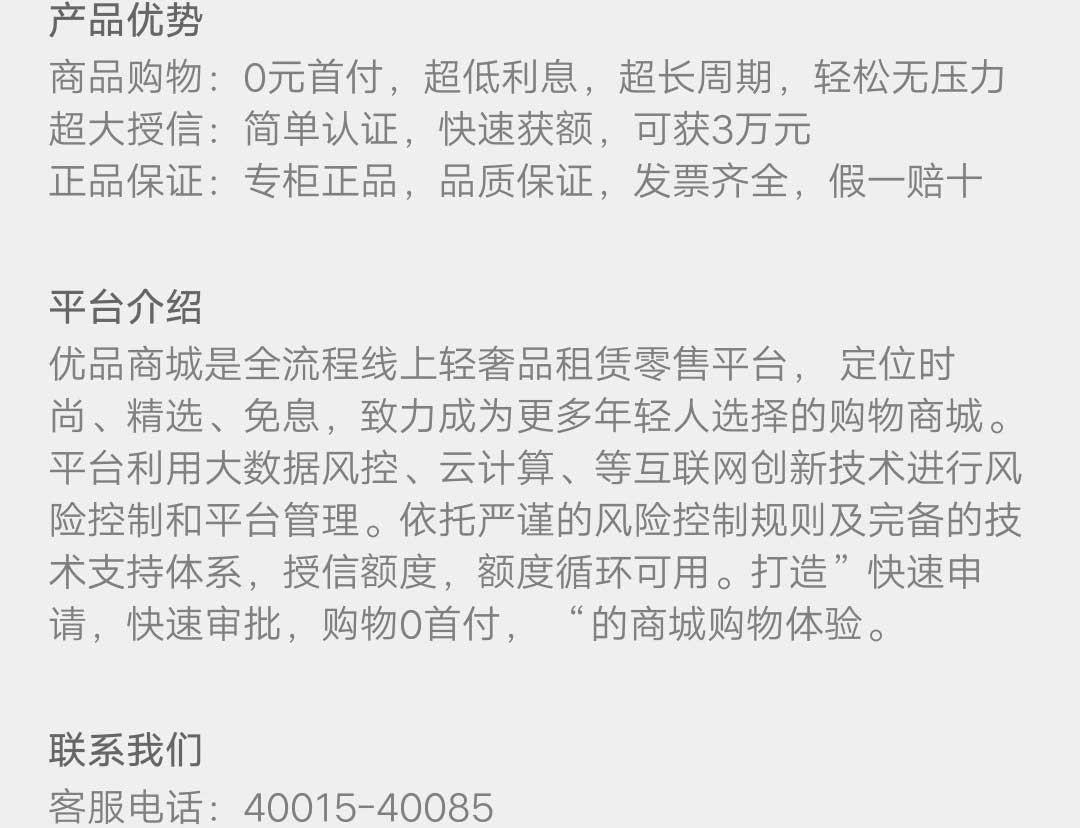 产品优势
商品购物：0元首付，超低利息，超长周期，轻松无压力
超大授信：简单认证，快速获额，可获3万元
正品保证：专柜正品，品质保证，发票齐全，假一赔十
平台介绍
优品商城是全流程线上轻奢品租赁零售平台， 定位时
尚、精选、免息，致力成为更多年轻人选择的购物商城。
平台利用大数据风控、云计算、等互联网创新技术进行风
险控制和平台管理。依托严谨的风险控制规则及完备的技
术支持体系，授信额度，额度循环可用。打造”快速申
请，快速审批，购物0首付， “的商城购物体验。
联系我们
客服电话：40015-40085